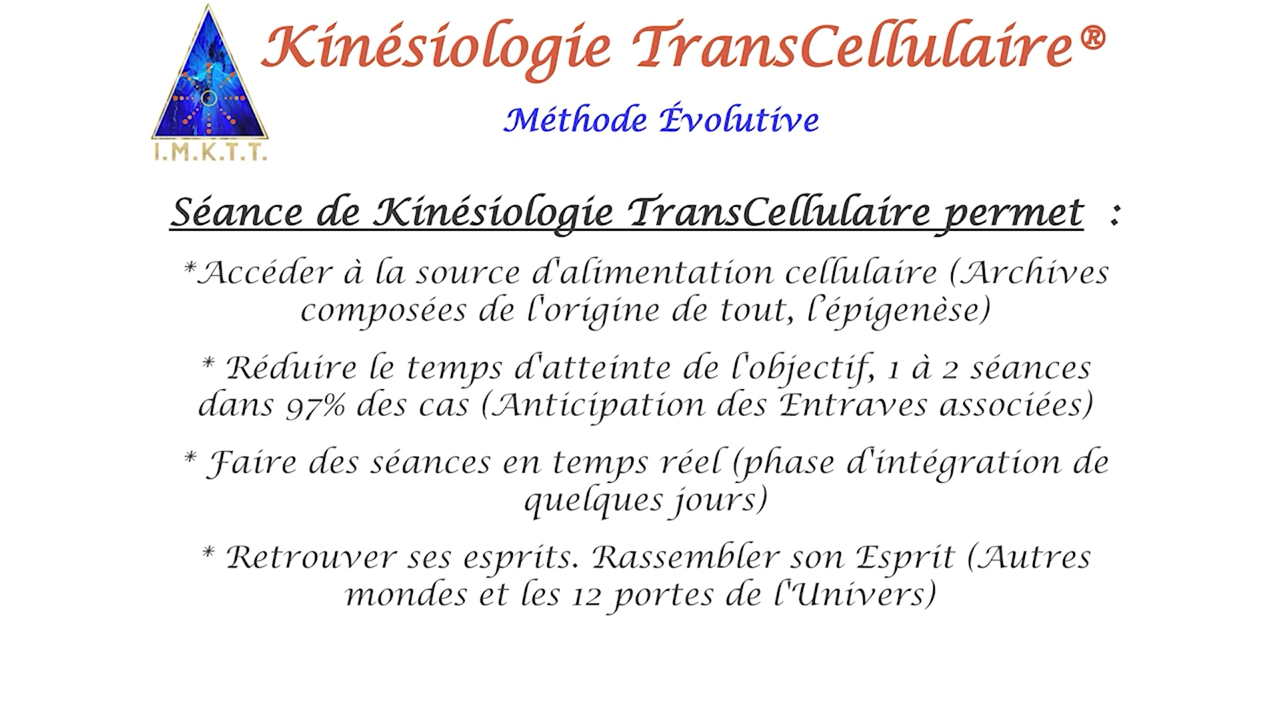 Kinésiologie TransCellulaire®
Méthode Évolutive
I.M.K.T.T.
Séance de Kinésiologie TransCellulaire permet :
*Accéder à la source d'alimentation cellulaire (Archives
composées de l'origine de tout, l’épigenèse)
* Réduire le temps d'atteinte de l'objectif, 1 à 2 séances
dans 97% des cas (Anticipation des Entraves associées)
* Faire des séances en temps réel (phase d'intégration de
quelques jours)
* Retrouver ses esprits. Rassembler son Esprit (Autres
mondes et les 12 portes de l'Univers)